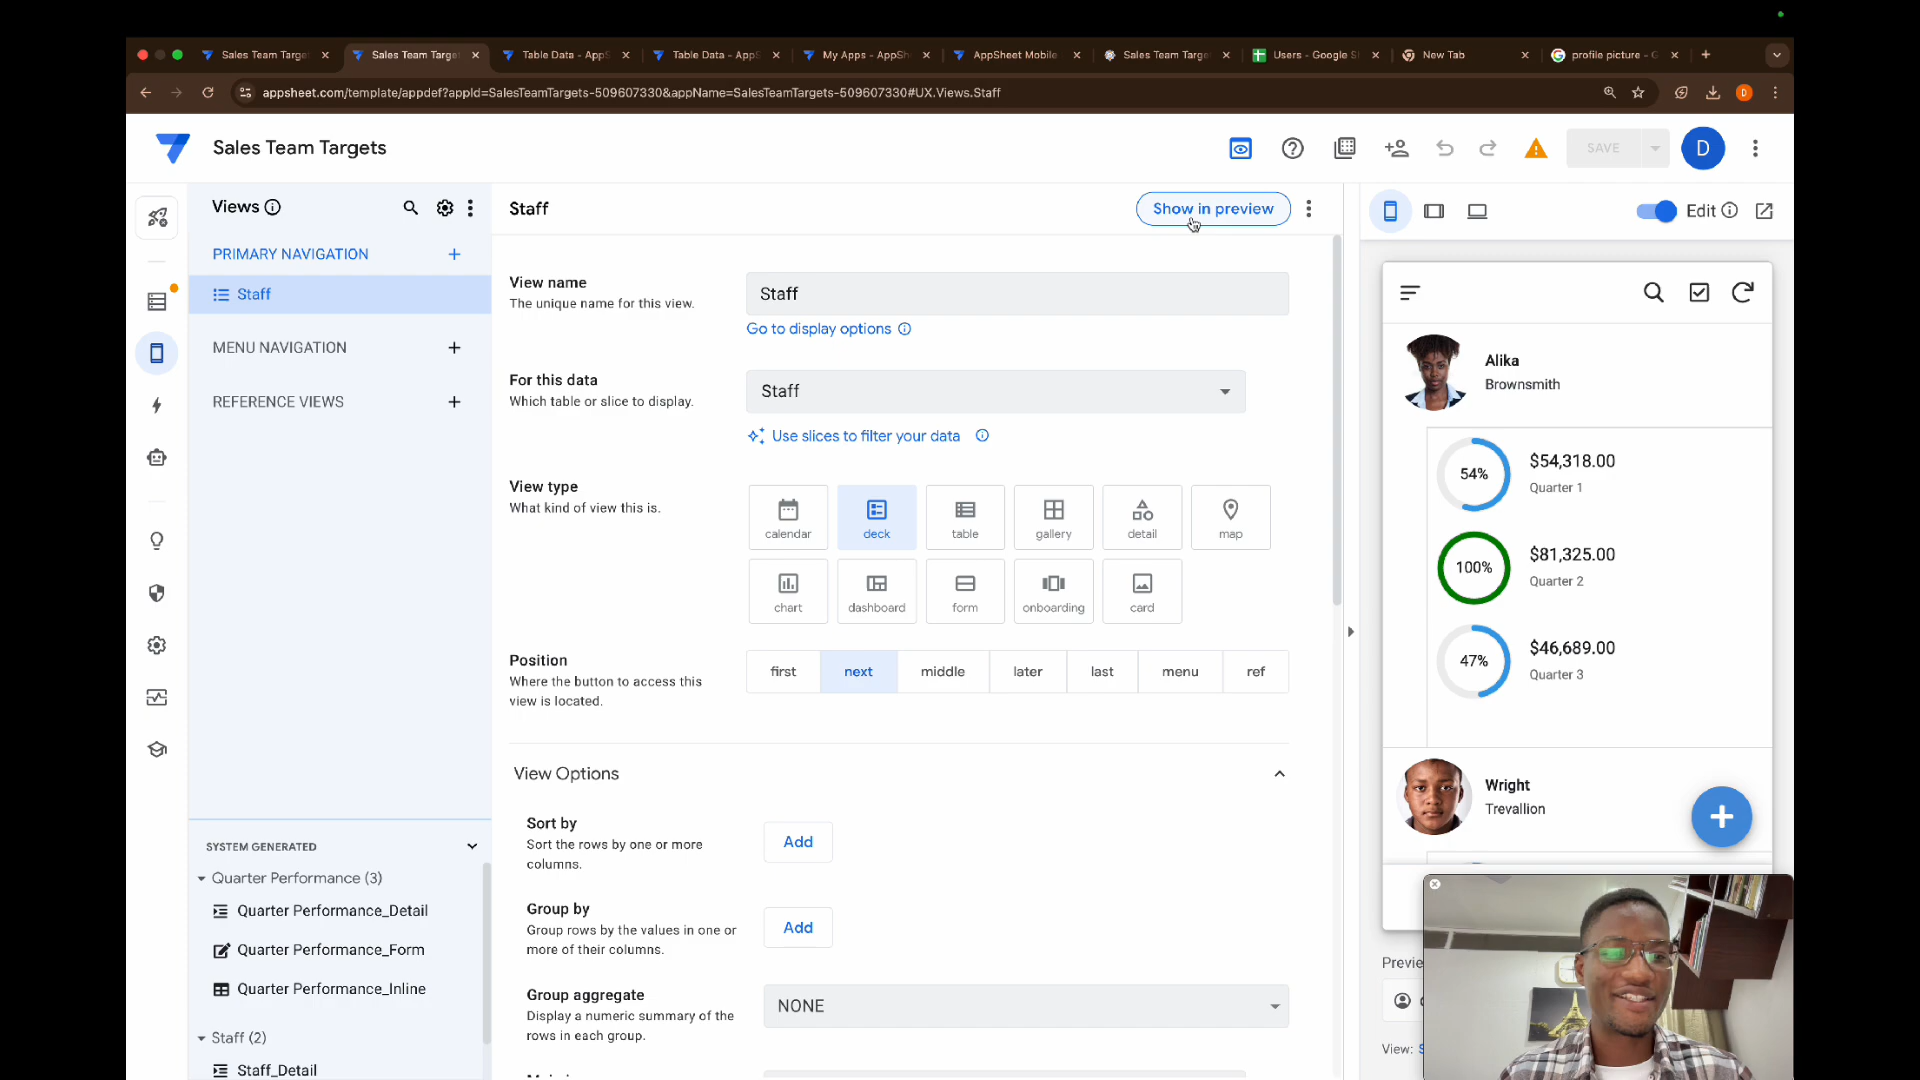 Sales Team Targe
Sales Team Targe
Table Data - AppS
Table Data - AppS
My Apps - AppShe
AppSheet Mobile
Sales Team Targe
Users - Google S
New Tab
profile picture - G
appsheet.com/template/appdef?appId=SalesTeamTargets-509607330&appName=SalesTeamTargets-509607330#UX.Views.Staff
D
Sales Team Targets
SAVE
D
Views
Staff
Show in preview
Edit
PRIMARY NAVIGATION
Staff
MENU NAVIGATION
REFERENCE VIEWS
SYSTEM GENERATED
Quarter Performance (3)
Quarter Performance_Detail
Quarter Performance_Form
Quarter Performance_Inline
Staff (2)
Staff_Detail
View name
The unique name for this view.
Staff
Go to display options
For this data
Which table or slice to display.
Staff
Use slices to filter your data
View type
What kind of view this is.
calendar
deck
table
gallery
detail
map
chart
dashboard
form
onboarding
card
Position
Where the button to access this
view is located.
first
next
middle
later
last
menu
ref
View Options
Sort by
Sort the rows by one or more
columns.
Add
Group by
Group rows by the values in one or
more of their columns.
Add
Group aggregate
Display a numeric summary of the
rows in each group.
NONE
Alika
Brownsmith
54%
$54,318.00
Quarter 1
100%
$81,325.00
Quarter 2
47%
$46,689.00
Quarter 3
Wright
Trevallion
Previe
View: